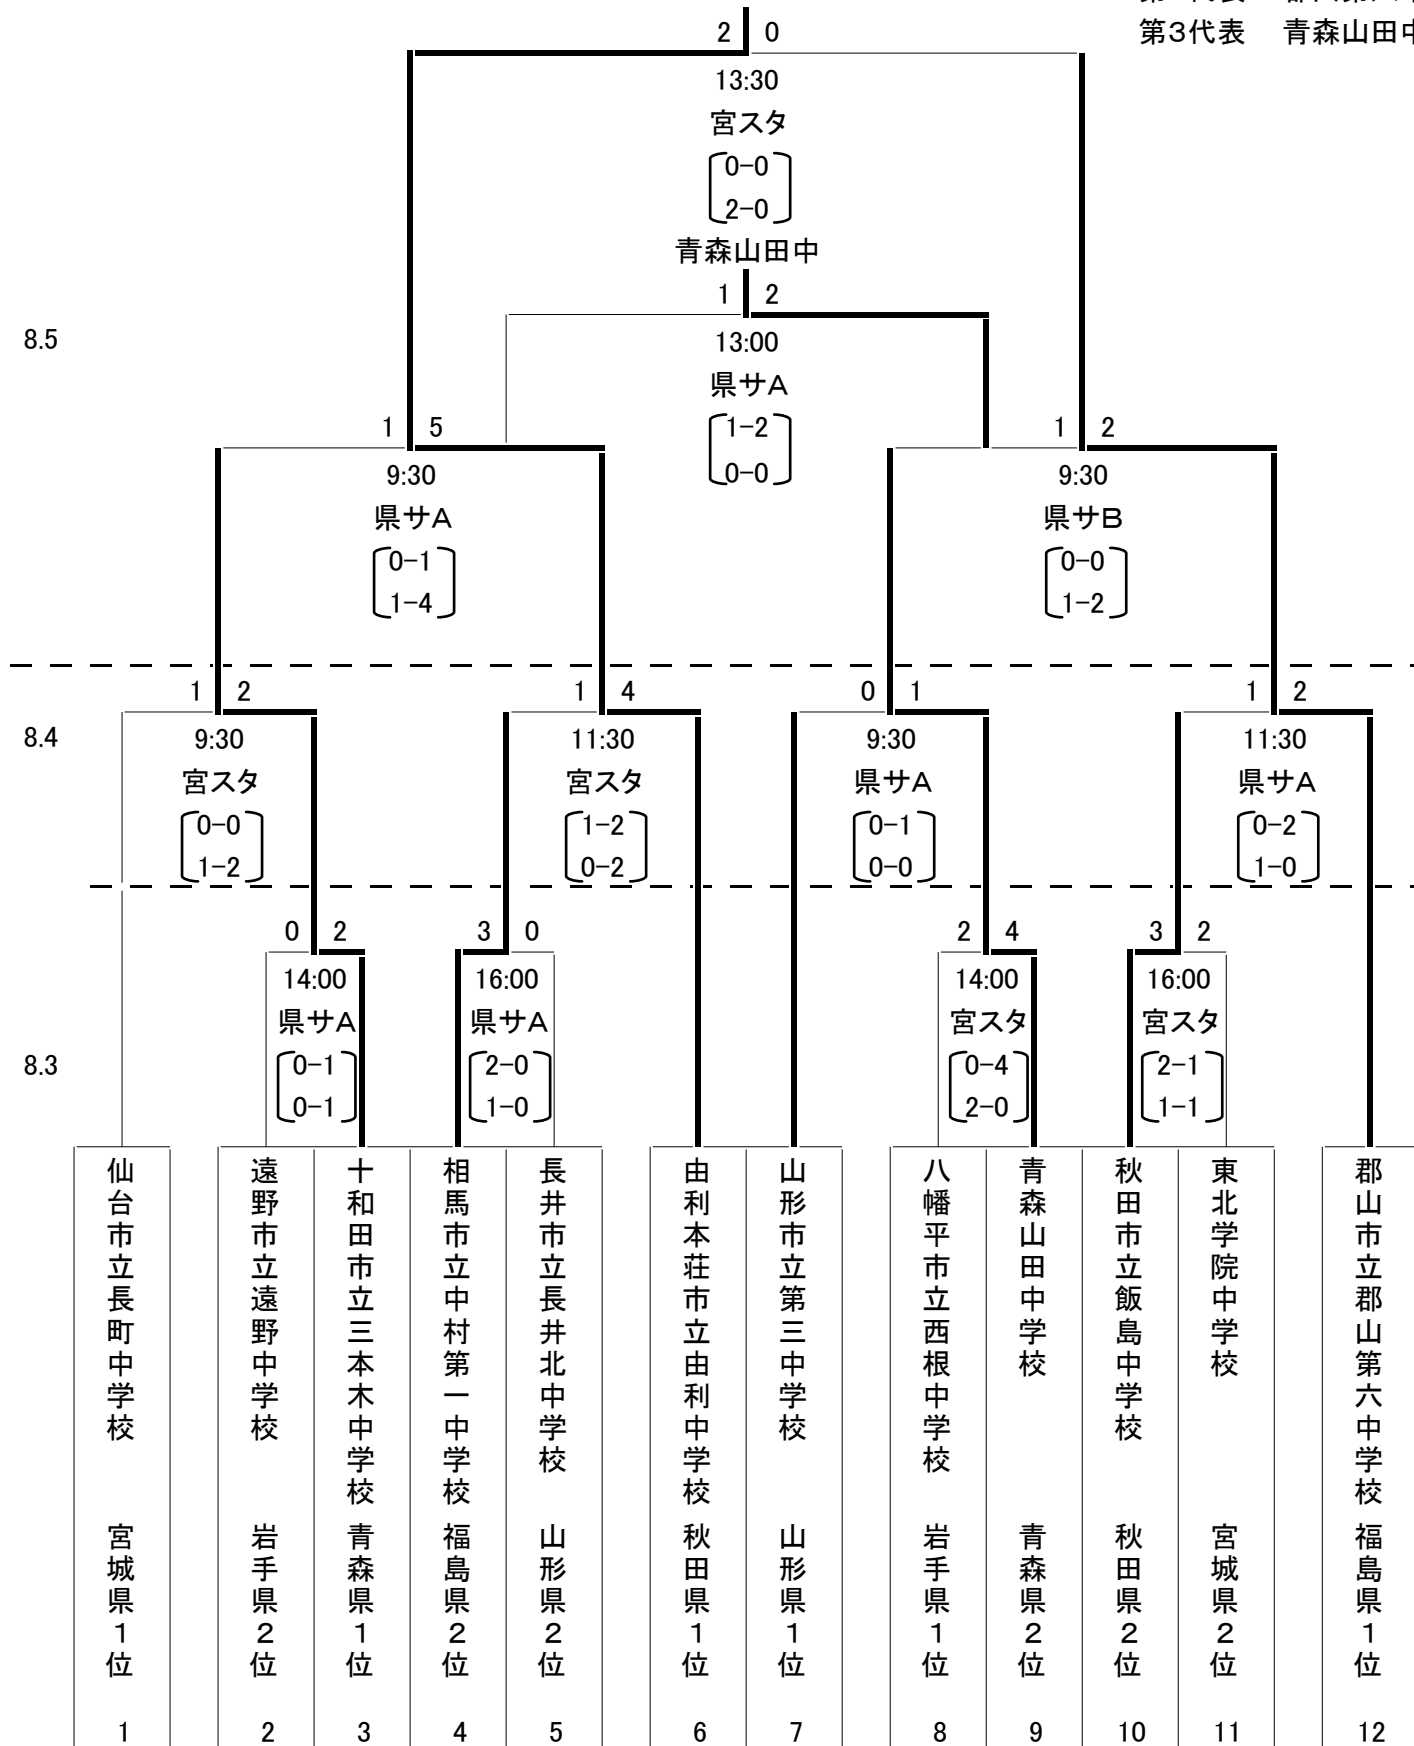 第3代表 青森山田中
2 0
13:30
宮スタ
0-0
2-0
青森山田中
1 2
8.5
13:00
県サA
1-2
0-0
1 5
1 2
9:30
県サA
0-1
1-4
9:30
県サB
0-0
1-2
8.4
1 2
9:30
宮スタ
0-0
1-2
1 4
11:30
宮スタ
1-2
0-2
0 1
9:30
県サA
0-1
0-0
1 2
11:30
県サA
0-2
1-0
8.3
0 2
14:00
県サA
0-1
0-1
3 0
16:00
県サA
2-0
1-0
2 4
14:00
宮スタ
0-4
2-0
3 2
16:00
宮スタ
2-1
1-1
仙台市立長町中学校 宮城県1位 1
遠野市立遠野中学校 岩手県2位 2
十和田市立三本木中学校 青森県1位 3
相馬市立中村第一中学校 福島県2位 4
長井市立長井北中学校 山形県2位 5
由利本荘市立由利中学校 秋田県1位 6
山形市立第三中学校 山形県1位 7
八幡平市立西根中学校 岩手県1位 8
青森山田中学校 青森県2位 9
秋田市立飯島中学校 秋田県2位 10
東北学院中学校 宮城県2位 11
郡山市立郡山第六中学校 福島県1位 12